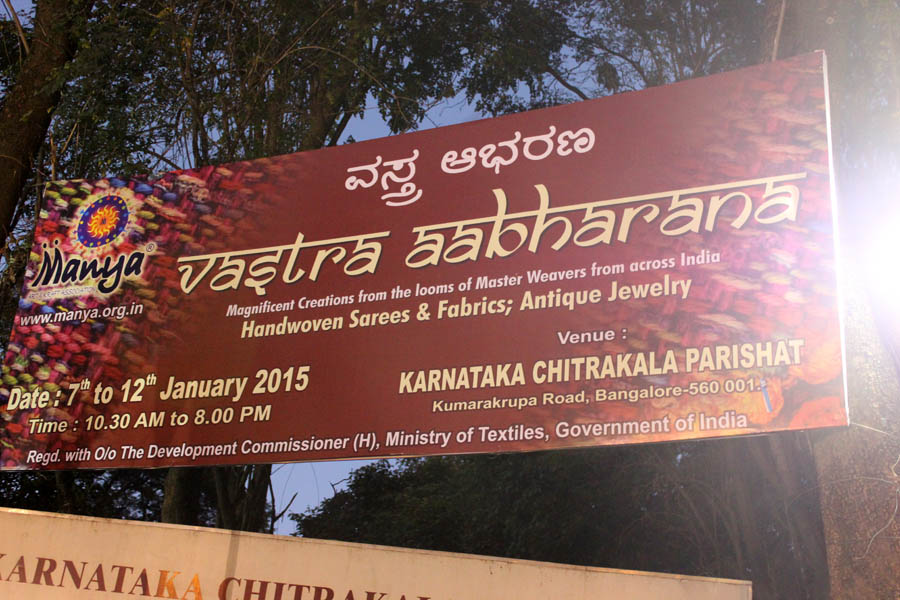 ವಸ್ತ್ರ ಆಭರಣ
vastra aabharana
Manya®
www.manya.org.in
Magnificent Creations from the looms of Master Weavers from across India
Handwoven Sarees & Fabrics; Antique Jewelry
Date : 7th to 12th January 2015
Time : 10.30 AM to 8.00 PM
Venue :
KARNATAKA CHITRAKALA PARISHAT
Kumarakrupa Road, Bangalore-560 001.
Regd. with O/o The Development Commissioner (H), Ministry of Textiles, Government of India
KARNATAKA CHITRAKAL